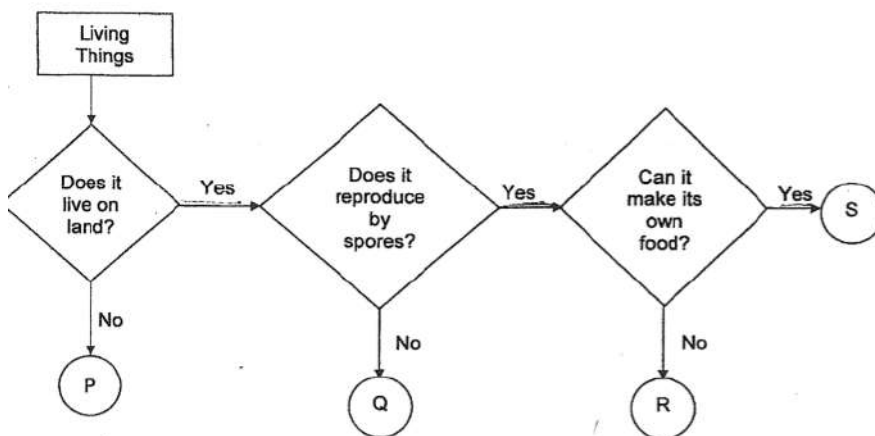 Living
Things
Does it
live on
land?
Yes
No
P
Does it
reproduce
by
spores?
Yes
No
Q
Can it
make its
own
food?
Yes
No
R
S